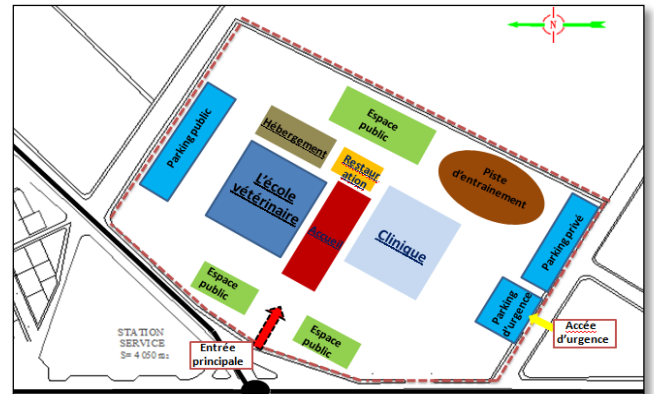 N
Parking public
Hébergement
Espace
public
Restaur
ation
Piste
d'entrainement
L'école
vétérinaire
Accueil
Clinique
Parking privé
Espace
public
Parking
d'urgence
Espace
public
Entrée
principale
Accée
d'urgence
STATION
SERVICE
S= 4 050 m2